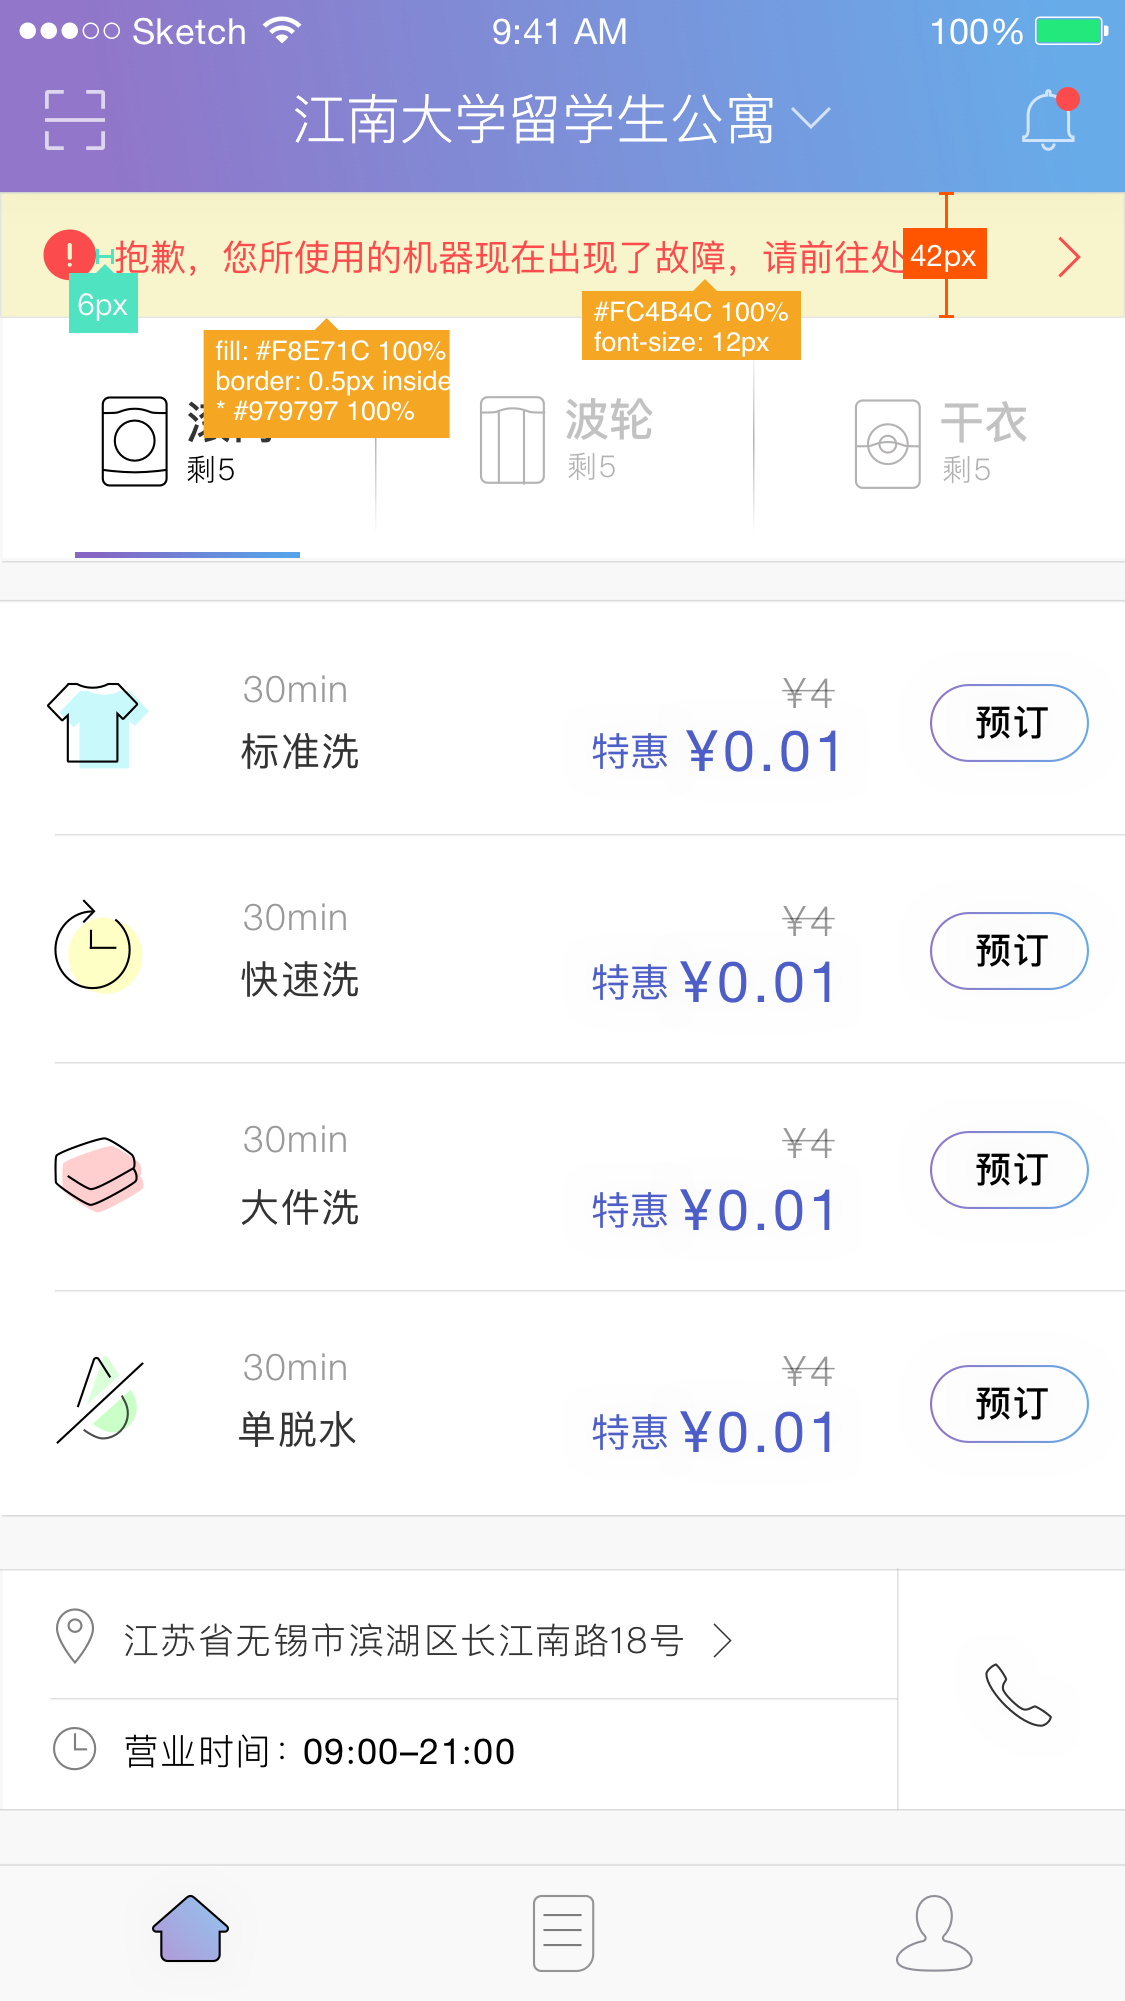 Sketch 9:41 AM 100%
江南大学留学生公寓
抱歉，您所使用的机器现在出现了故障，请前往处
42px
6px
#FC4B4C 100%
font-size: 12px
fill: #F8E71C 100%
border: 0.5px inside
* #979797 100%
剩5
波轮
剩5
干衣
剩5
30min
¥4
标准洗
特惠 ¥0.01
预订
30min
¥4
快速洗
特惠 ¥0.01
预订
30min
¥4
大件洗
特惠 ¥0.01
预订
30min
¥4
单脱水
特惠 ¥0.01
预订
江苏省无锡市滨湖区长江南路18号
营业时间：09:00–21:00